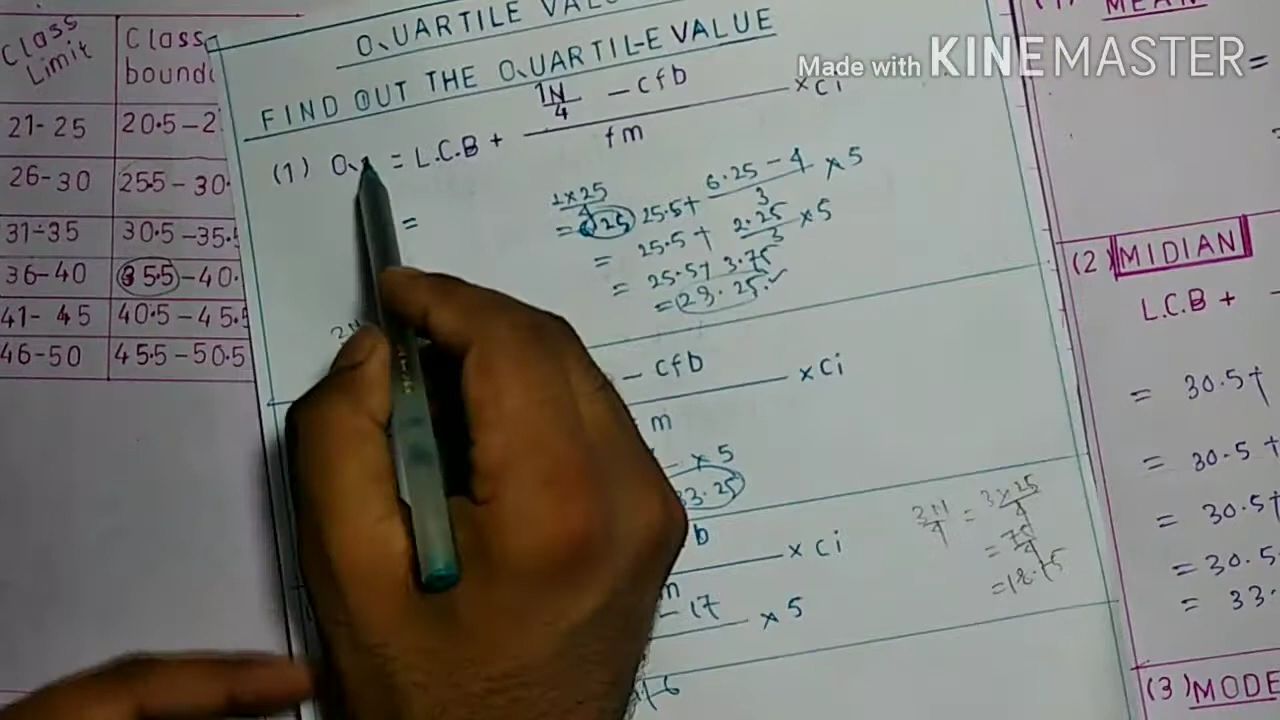 Class Limit
Class
21-25
20.5-2
26-30
25.5-30.
31-35
30.5-35.5
36-40
35.5-40.
41-45
40.5-45.5
46-50
45.5-50.5
QUARTILE
FIND OUT THE QUARTILE VALUE
(1) Q₁ = L.C.B + 1N/4 - cfb / fm × Ci
=
1×25/4
= 6.25
25.5+ 6.25-4/3 ×5
= 25.5+ 2.25/3 ×5
= 25.5+ 3.75
= 29.25 ✓
- cfb × Ci
m
×5
33.25
b × Ci
m
-17 ×5
3N/4 = 3×25/4
= 75/4
= 18.75
Made with KINEMASTER
MEAN
=
(2) MIDIAN
L.C.B +
= 30.5+
= 30.5+
= 30.5+
= 30.5
= 33.
(3) MODE